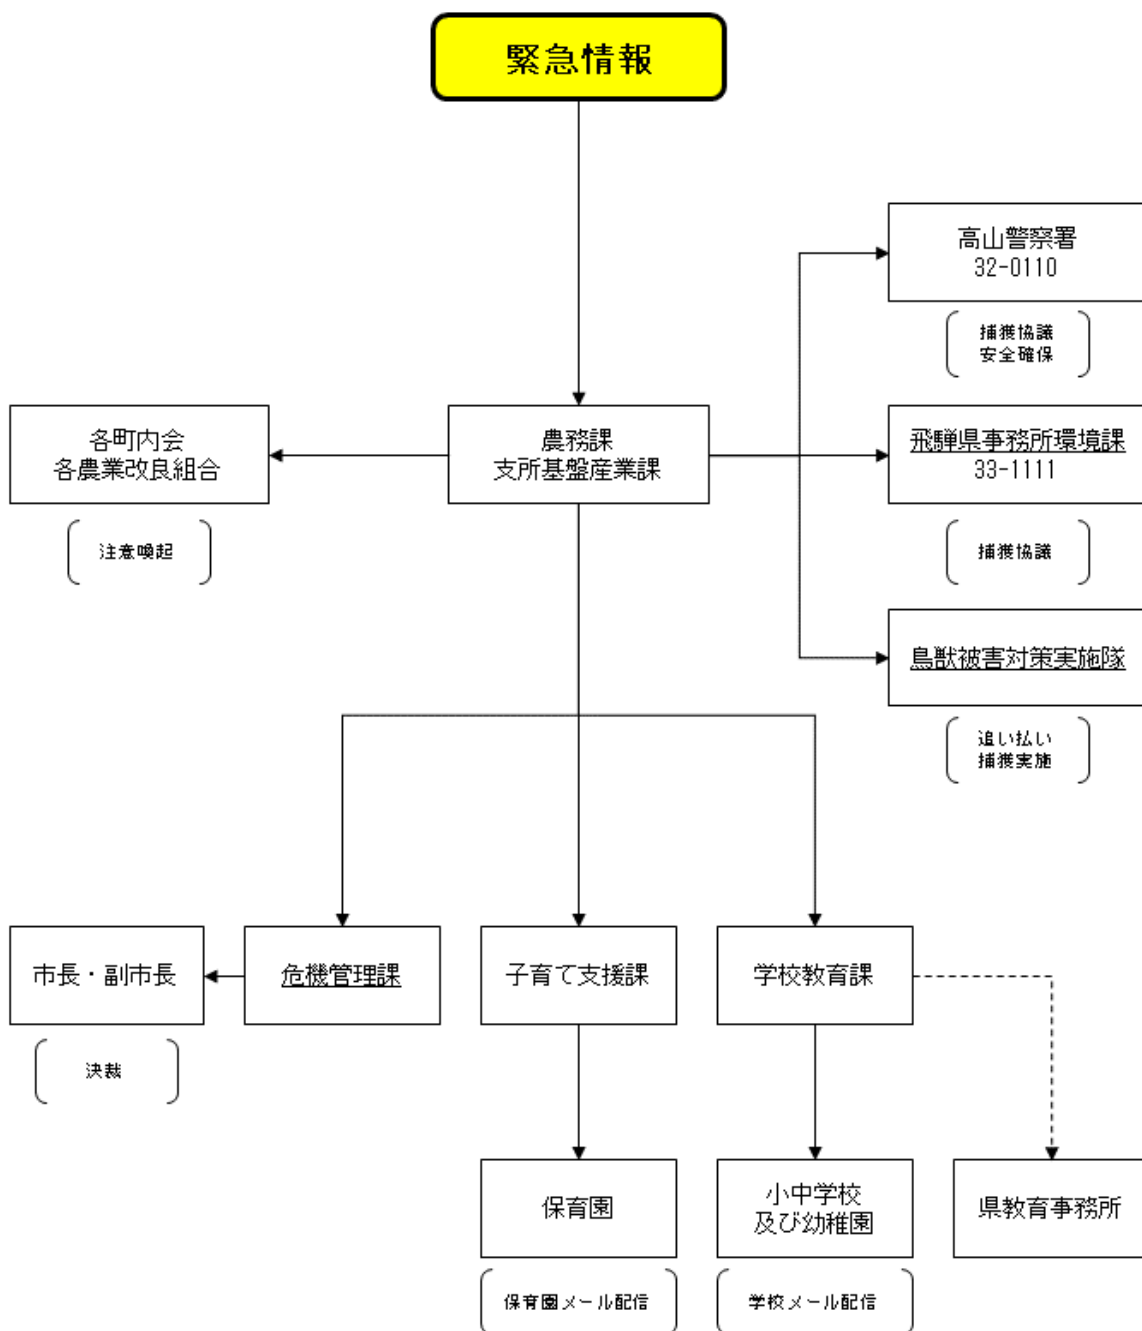 緊急情報
高山警察署
32-0110
捕獲協議
安全確保
各町内会
各農業改良組合
注意喚起
農務課
支所基盤産業課
飛騨県事務所環境課
33-1111
捕獲協議
鳥獣被害対策実施隊
追い払い
捕獲実施
市長・副市長
決裁
危機管理課
子育て支援課
学校教育課
保育園
保育園メール配信
小中学校
及び幼稚園
学校メール配信
県教育事務所